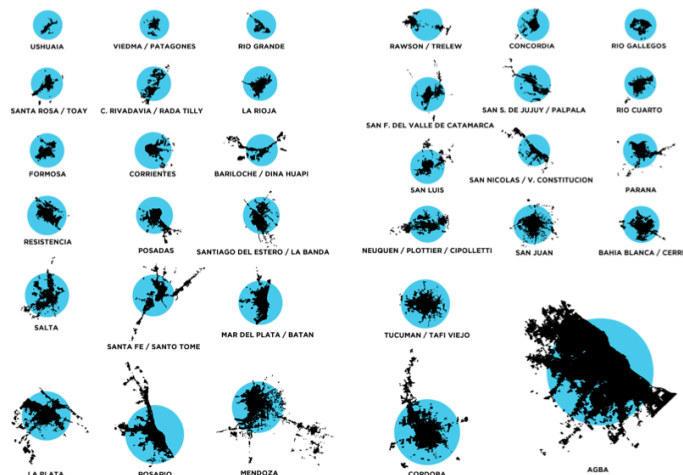 USHUAIA
VIEDMA / PATAGONES
RIO GRANDE
RAWSON / TRELEW
CONCORDIA
RIO GALLEGOS
SANTA ROSA / TOAY
C. RIVADAVIA / RADA TILLY
LA RIOJA
SAN F. DEL VALLE DE CATAMARCA
SAN S. DE JUJUY / PALPALA
RIO CUARTO
FORMOSA
CORRIENTES
BARILOCHE / DINA HUAPI
SAN LUIS
SAN NICOLAS / V. CONSTITUCION
PARANA
RESISTENCIA
POSADAS
SANTIAGO DEL ESTERO / LA BANDA
NEUQUEN / PLOTTIER / CIPOLLETTI
SAN JUAN
BAHIA BLANCA / CERRI
SALTA
SANTA FE / SANTO TOME
MAR DEL PLATA / BATAN
TUCUMAN / TAFI VIEJO
LA PLATA
ROSARIO
MENDOZA
CORDOBA
AGBA